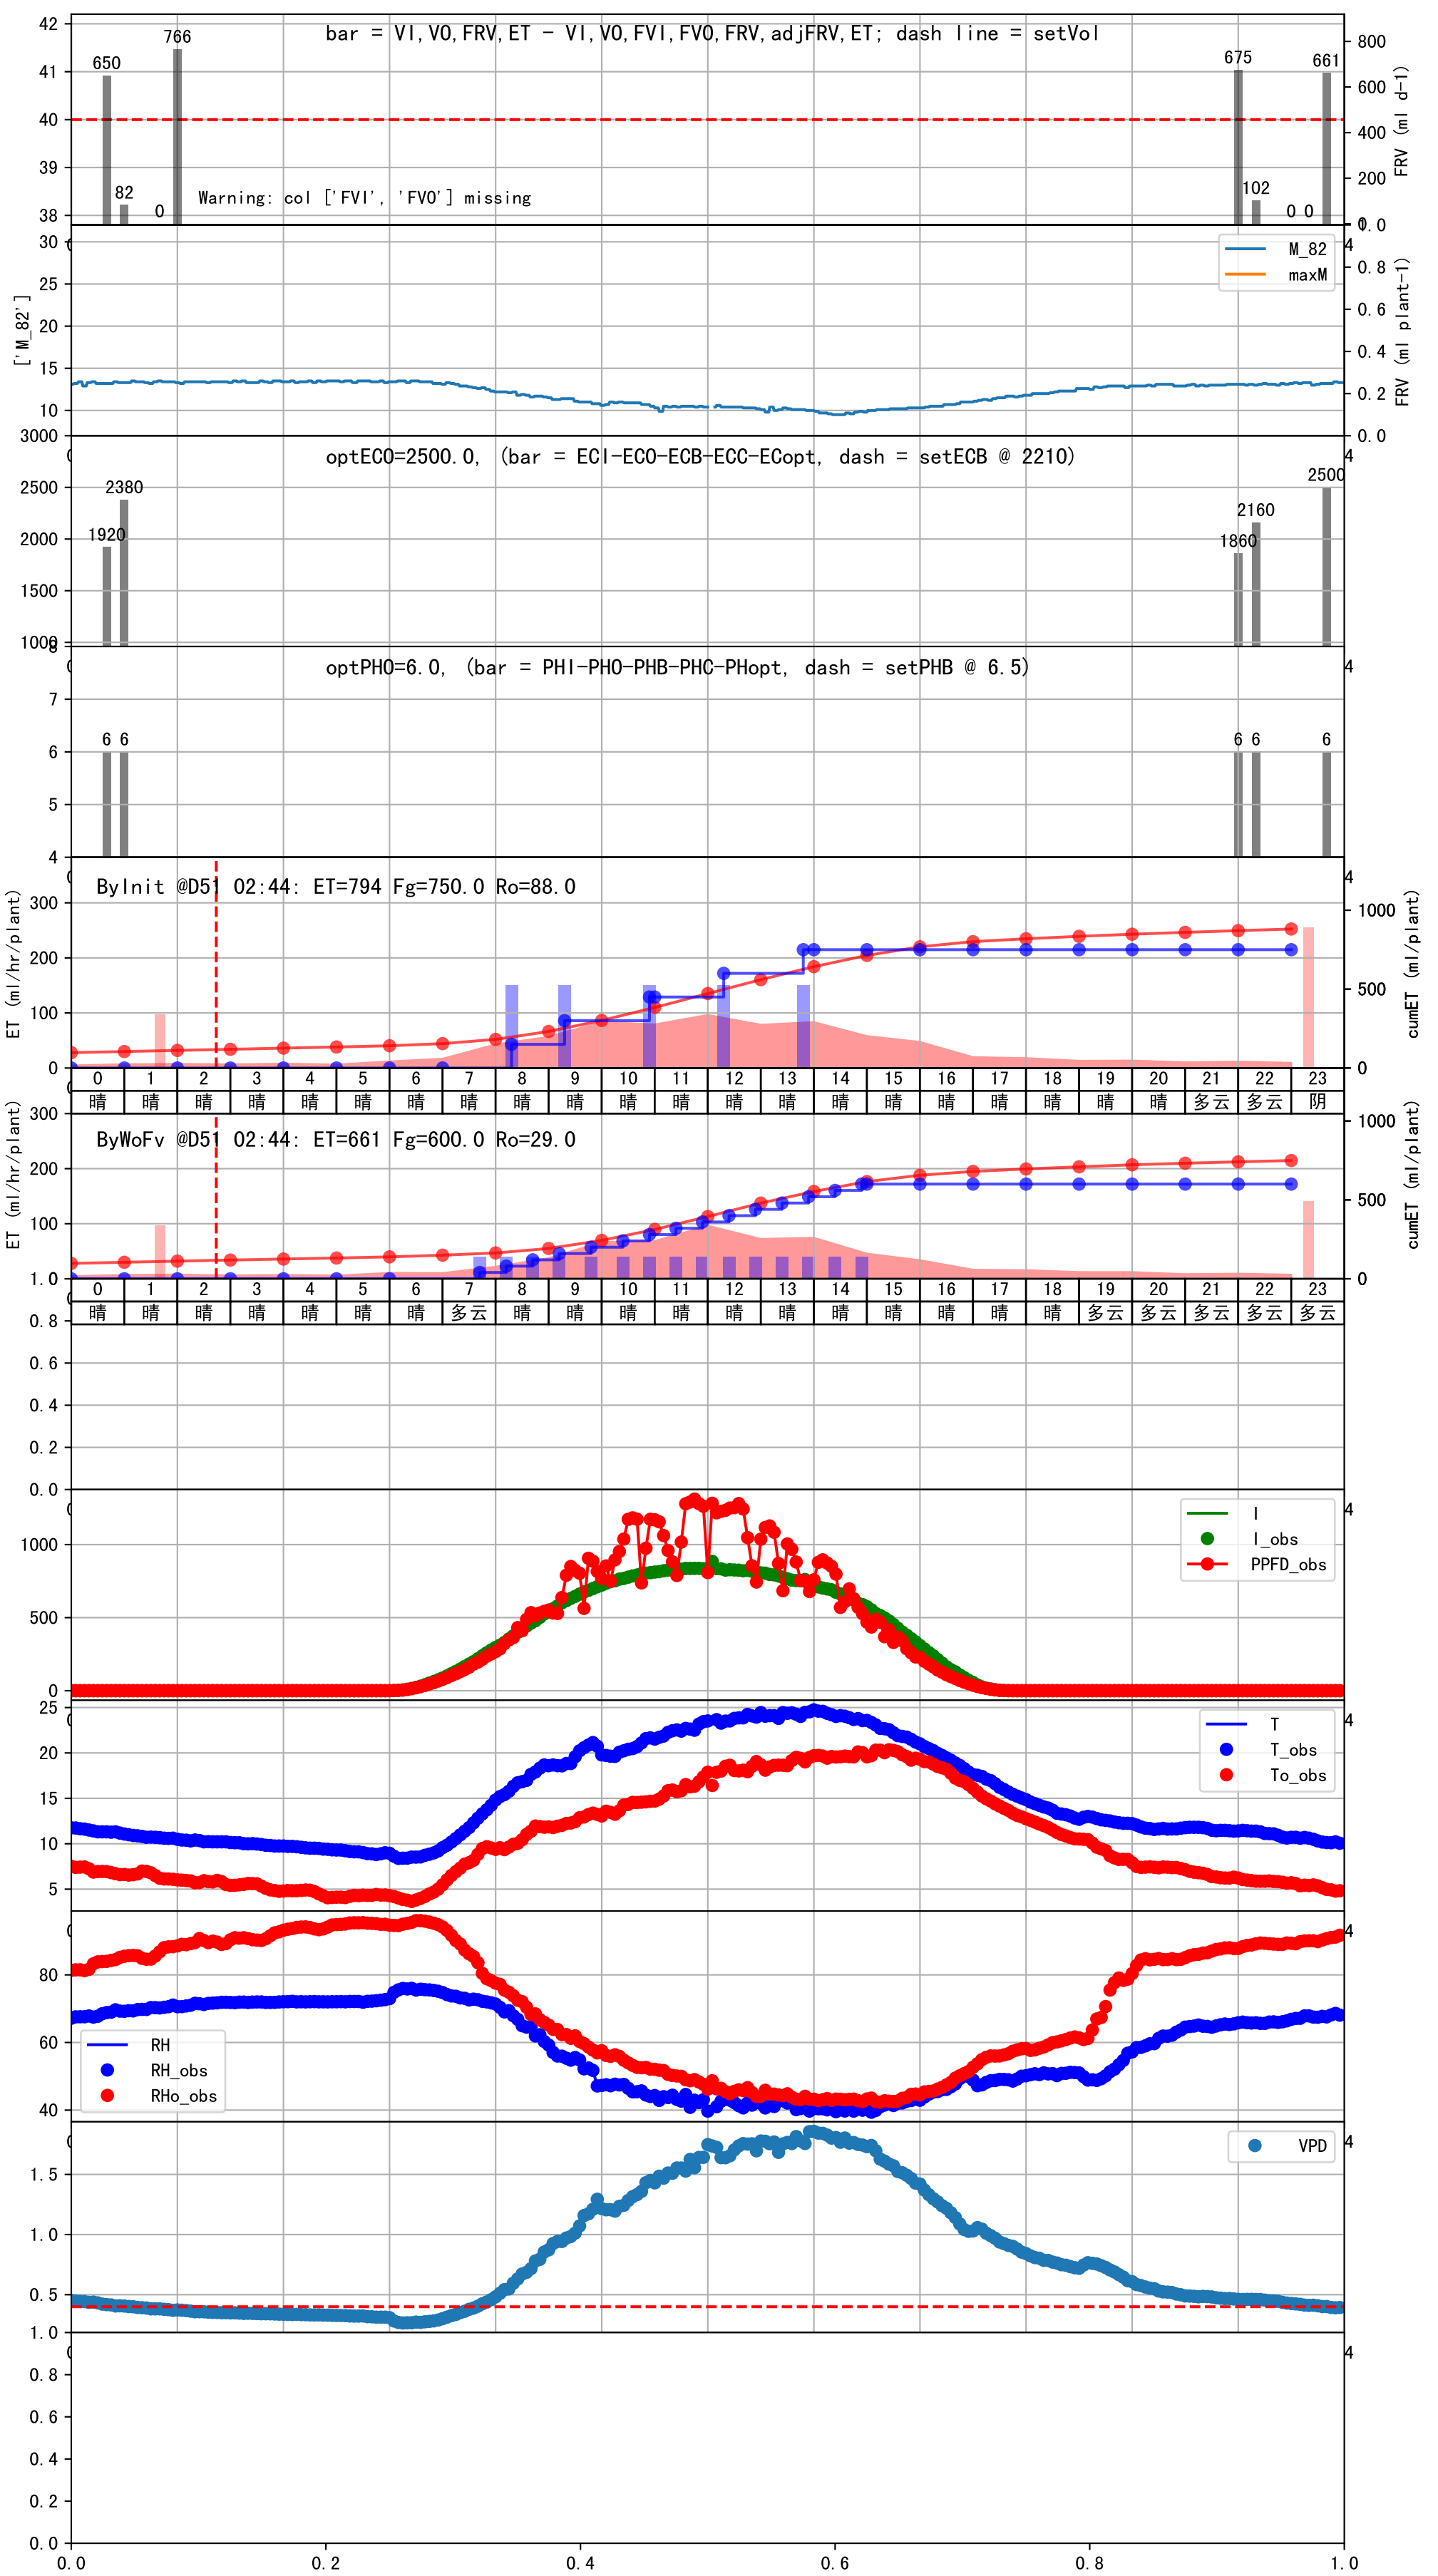 bar = VI,VO,FRV,ET - VI,VO,FVI,FVO,FRV,adjFRV,ET; dash line = setVol
42
41
40
39
38
650
82
0
766
675
102
0 0
661
Warning: col ['FVI', 'FVO'] missing
800
600
400
200
FRV (ml d-1)
['M_82']
30
25
20
15
10
M_82
maxM
0.8
0.6
0.4
0.2
0.0
FRV (ml plant-1)
optECO=2500.0, (bar = ECI-ECO-ECB-ECC-ECopt, dash = setECB @ 2210)
3000
2500
2000
1500
1000
1920
2380
1860
2160
2500
optPHO=6.0, (bar = PHI-PHO-PHB-PHC-PHopt, dash = setPHB @ 6.5)
7
6
5
4
6 6
6 6
6
ByInit @D51 02:44: ET=794 Fg=750.0 Ro=88.0
ET (ml/hr/plant)
300
200
100
0
1000
500
0
cumET (ml/plant)
0 1 2 3 4 5 6 7 8 9 10 11 12 13 14 15 16 17 18 19 20 21 22 23
晴 晴 晴 晴 晴 晴 晴 晴 晴 晴 晴 晴 晴 晴 晴 晴 晴 晴 晴 晴 晴 多云 多云 阴
ByWoFv @D51 02:44: ET=661 Fg=600.0 Ro=29.0
ET (ml/hr/plant)
300
200
100
1000
500
0
cumET (ml/plant)
0 1 2 3 4 5 6 7 8 9 10 11 12 13 14 15 16 17 18 19 20 21 22 23
晴 晴 晴 晴 晴 晴 晴 多云 晴 晴 晴 晴 晴 晴 晴 晴 晴 晴 晴 多云 多云 多云 多云 多云
1.0
0.8
0.6
0.4
0.2
0.0
1000
500
0
I
I_obs
PPFD_obs
25
20
15
10
5
T
T_obs
To_obs
80
60
40
RH
RH_obs
RHo_obs
1.5
1.0
0.5
VPD
1.0
0.8
0.6
0.4
0.2
0.0
0.0 0.2 0.4 0.6 0.8 1.0